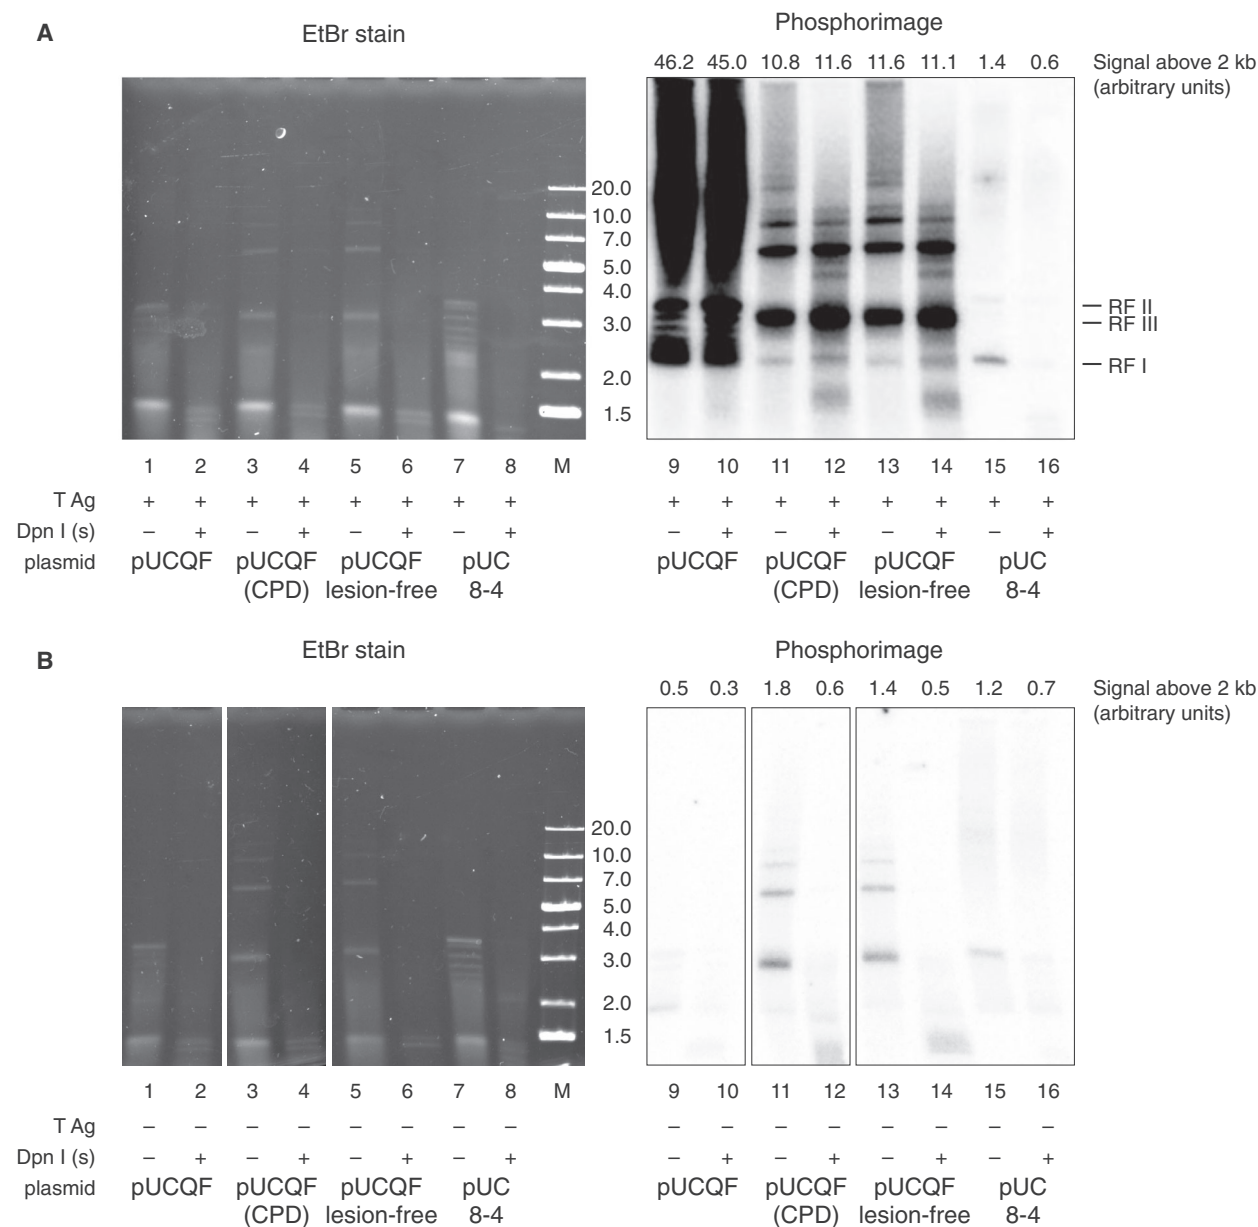 A
EtBr stain
Phosphorimage
46.2 45.0 10.8 11.6 11.6 11.1 1.4 0.6
Signal above 2 kb
(arbitrary units)
20.0
10.0
7.0
5.0
4.0
3.0
2.0
1.5
RF II
RF III
RF I
1 2 3 4 5 6 7 8 M
9 10 11 12 13 14 15 16
T Ag + + + + + + + + + + + + + + + +
Dpn I (s) – + – + – + – + – + – + – + – +
plasmid pUCQF pUCQF pUCQF pUC pUCQF pUCQF pUCQF pUC
(CPD) lesion-free 8-4 (CPD) lesion-free 8-4
B
EtBr stain
Phosphorimage
0.5 0.3 1.8 0.6 1.4 0.5 1.2 0.7
Signal above 2 kb
(arbitrary units)
20.0
10.0
7.0
5.0
4.0
3.0
2.0
1.5
1 2 3 4 5 6 7 8 M
9 10 11 12 13 14 15 16
T Ag – – – – – – – – – – – – – – – –
Dpn I (s) – + – + – + – + – + – + – + – +
plasmid pUCQF pUCQF pUCQF pUC pUCQF pUCQF pUCQF pUC
(CPD) lesion-free 8-4 (CPD) lesion-free 8-4